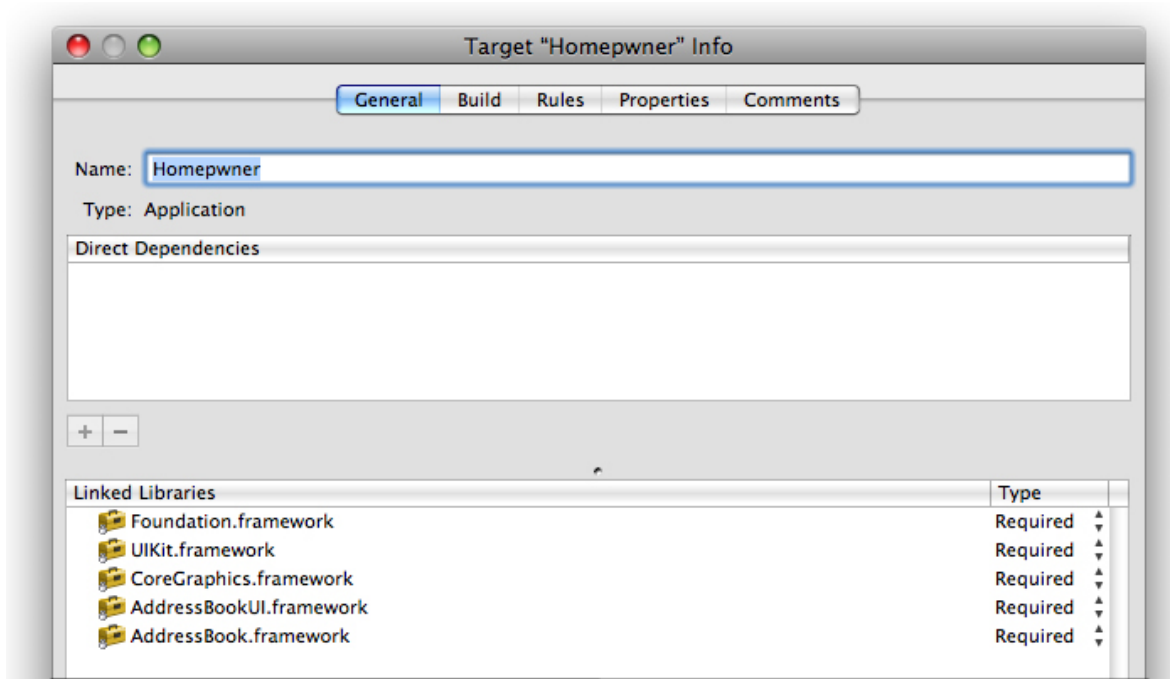 Target “Homepwner” Info
General Build Rules Properties Comments
Name: Homepwner
Type: Application
Direct Dependencies
+ −
Linked Libraries Type
Foundation.framework Required
UIKit.framework Required
CoreGraphics.framework Required
AddressBookUI.framework Required
AddressBook.framework Required